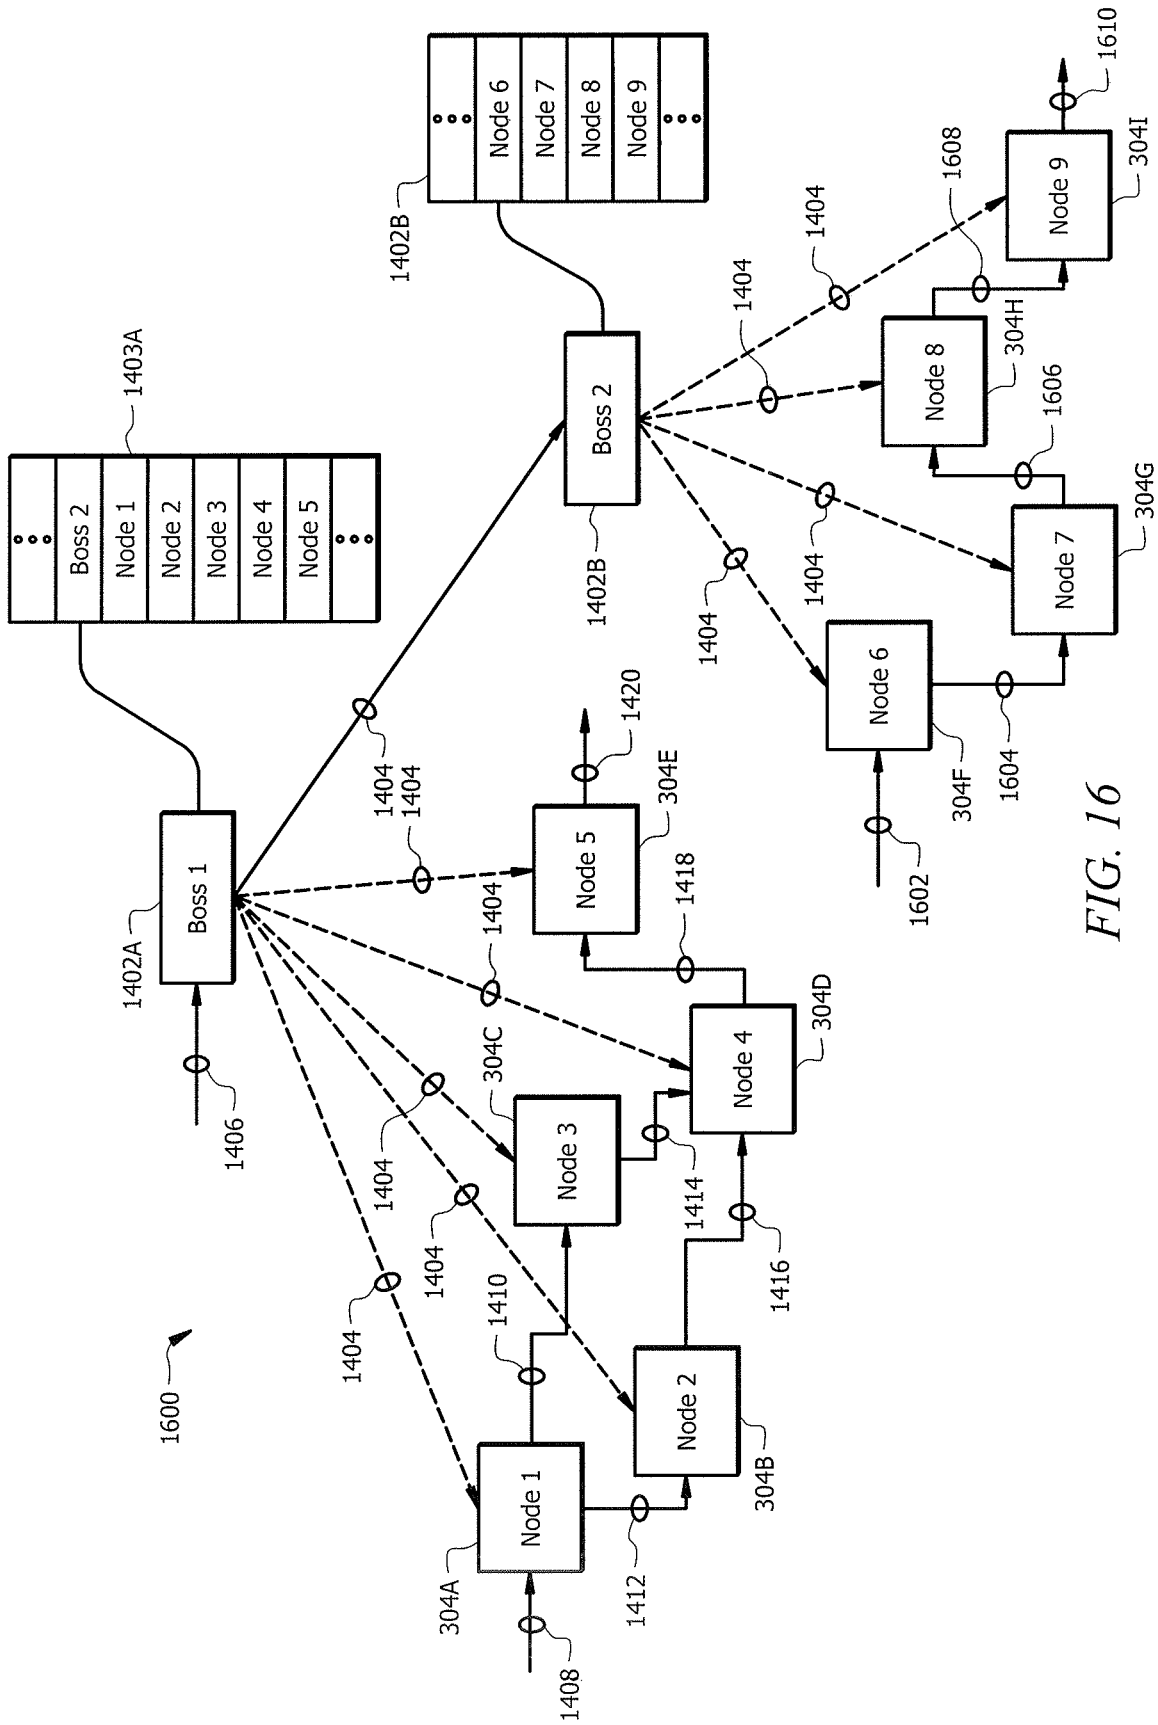 1403A
Boss 2
Node 1
Node 2
Node 3
Node 4
Node 5
1402A
Boss 1
1406
1600
1402B
Node 6
Node 7
Node 8
Node 9
1404
1404
1404
1404
1404
1404
1402B
Boss 2
1404
1404
1404
1404
304A
Node 1
1408
1410
1412
304C
Node 3
304B
Node 2
1414
1416
Node 4
304D
1418
Node 5
304E
1420
1602
Node 6
304F
1604
Node 7
304G
1606
Node 8
304H
1608
Node 9
304I
1610
FIG. 16